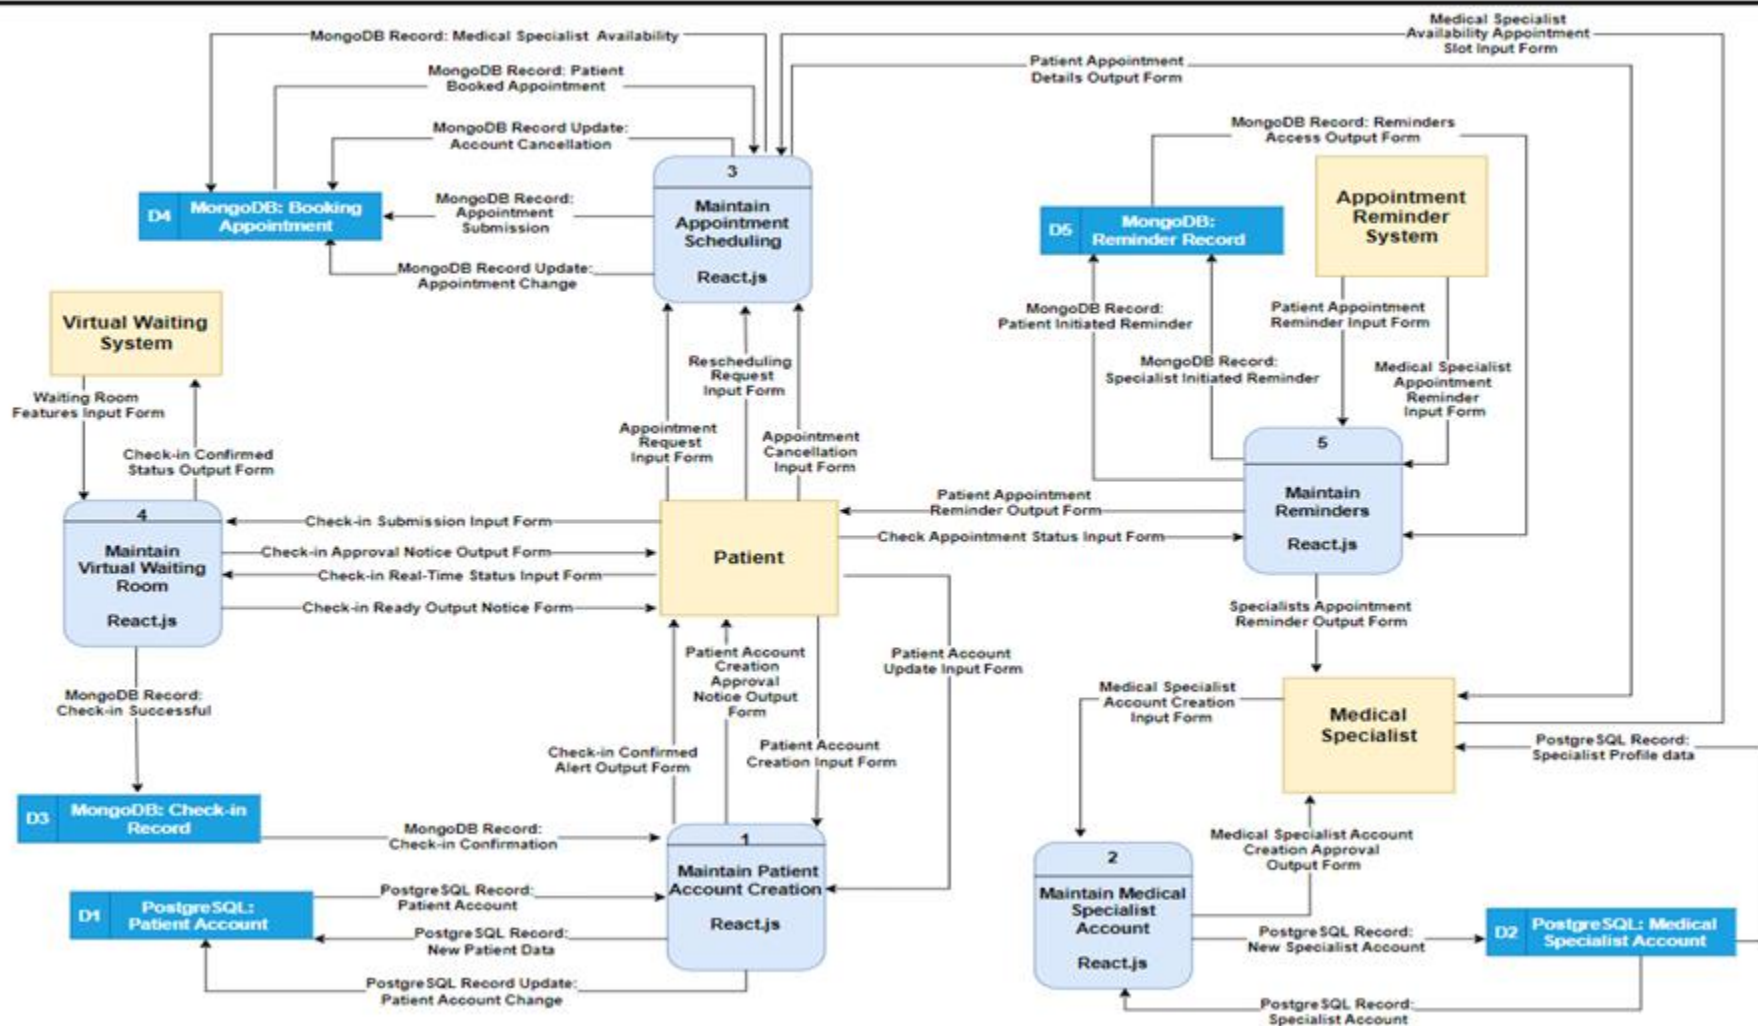 MongoDB Record: Medical Specialist Availability
MongoDB Record: Patient
Booked Appointment
MongoDB Record Update:
Account Cancellation
D4
MongoDB: Booking
Appointment
MongoDB Record:
Appointment
Submission
MongoDB Record Update:
Appointment Change
3
Maintain
Appointment
Scheduling
React.js
Medical Specialist
Availability Appointment
Slot Input Form
Patient Appointment
Details Output Form
MongoDB Record: Reminders
Access Output Form
D5
MongoDB:
Reminder Record
Appointment
Reminder
System
MongoDB Record:
Patient Initiated Reminder
MongoDB Record:
Specialist Initiated Reminder
Patient Appointment
Reminder Input Form
Medical Specialist
Appointment
Reminder
Input Form
Virtual Waiting
System
Waiting Room
Features Input Form
Check-in Confirmed
Status Output Form
Appointment
Request
Input Form
Rescheduling
Request
Input Form
Appointment
Cancellation
Input Form
4
Maintain
Virtual Waiting
Room
React.js
Check-in Submission Input Form
Check-in Approval Notice Output Form
Check-in Real-Time Status Input Form
Check-in Ready Output Notice Form
Patient
Patient Appointment
Reminder Output Form
Check Appointment Status Input Form
5
Maintain
Reminders
React.js
Specialists Appointment
Reminder Output Form
MongoDB Record:
Check-in Successful
Check-in Confirmed
Alert Output Form
Patient Account
Creation
Approval
Notice Output
Form
Patient Account
Creation Input Form
Patient Account
Update Input Form
Medical Specialist
Account Creation
Input Form
Medical
Specialist
PostgreSQL Record:
Specialist Profile data
D3
MongoDB: Check-in
Record
MongoDB Record:
Check-in Confirmation
D1
PostgreSQL:
Patient Account
PostgreSQL Record:
Patient Account
PostgreSQL Record:
New Patient Data
PostgreSQL Record Update:
Patient Account Change
1
Maintain Patient
Account Creation
React.js
2
Maintain Medical
Specialist
Account
React.js
Medical Specialist Account
Creation Approval
Output Form
PostgreSQL Record:
New Specialist Account
D2
PostgreSQL: Medical
Specialist Account
PostgreSQL Record:
Specialist Account